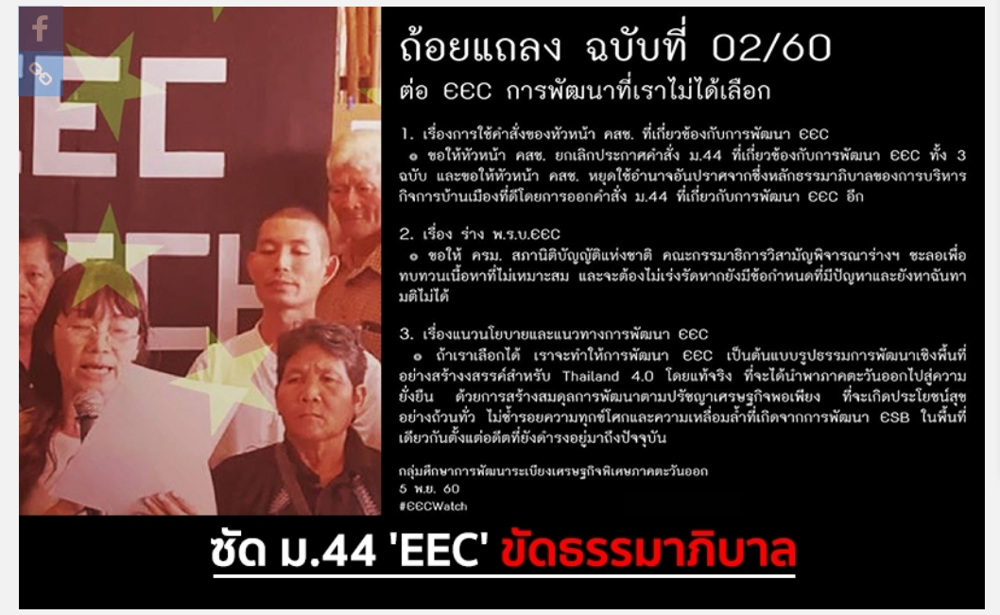 EEC
CH
ถ้อยแถลง ฉบับที่ 02/60
ต่อ EEC การพัฒนาที่เราไม่ได้เลือก
1. เรื่องการใช้คำสั่งของหัวหน้า คสช. ที่เกี่ยวข้องกับการพัฒนา EEC
ขอให้หัวหน้า คสช. ยกเลิกประกาศคำสั่ง ม.44 ที่เกี่ยวข้องกับการพัฒนา EEC ทั้ง 3
ฉบับ และขอให้หัวหน้า คสช. หยุดใช้อำนาจอันปราศจากซึ่งหลักธรรมาภิบาลของการบริหาร
กิจการบ้านเมืองที่ดีโดยการออกคำสั่ง ม.44 ที่เกี่ยวกับการพัฒนา EEC อีก
2. เรื่อง ร่าง พ.ร.บ.EEC
ขอให้ ครม. สภานิติบัญญัติแห่งชาติ คณะกรรมาธิการวิสามัญพิจารณาร่างฯ ชะลอเพื่อ
ทบทวนเนื้อหาที่ไม่เหมาะสม และจะต้องไม่เร่งรัดหากยังมีข้อกำหนดที่มีปัญหาและยังหาฉันทา
มติไม่ได้
3. เรื่องแนวนโยบายและแนวทางการพัฒนา EEC
ถ้าเราเลือกได้ เราจะทำให้การพัฒนา EEC เป็นต้นแบบรูปธรรมการพัฒนาเชิงพื้นที่
อย่างสร้างงสรรค์สำหรับ Thailand 4.0 โดยแท้จริง ที่จะได้นำพาภาคตะวันออกไปสู่ความ
ยั่งยืน ด้วยการสร้างสมดุลการพัฒนาตามปรัชญาเศรษฐกิจพอเพียง ที่จะเกิดประโยชน์สุข
อย่างถ้วนทั่ว ไม่ซ้ำรอยความทุกข์โศกและความเหลื่อมล้ำที่เกิดจากการพัฒนา ESB ในพื้นที่
เดียวกันตั้งแต่อดีตที่ยังดำรงอยู่มาถึงปัจจุบัน
กลุ่มศึกษาการพัฒนาระเบียงเศรษฐกิจพิเศษภาคตะวันออก
5 พ.ย. 60
#EECWatch
ซัด ม.44 'EEC' ขัดธรรมาภิบาล